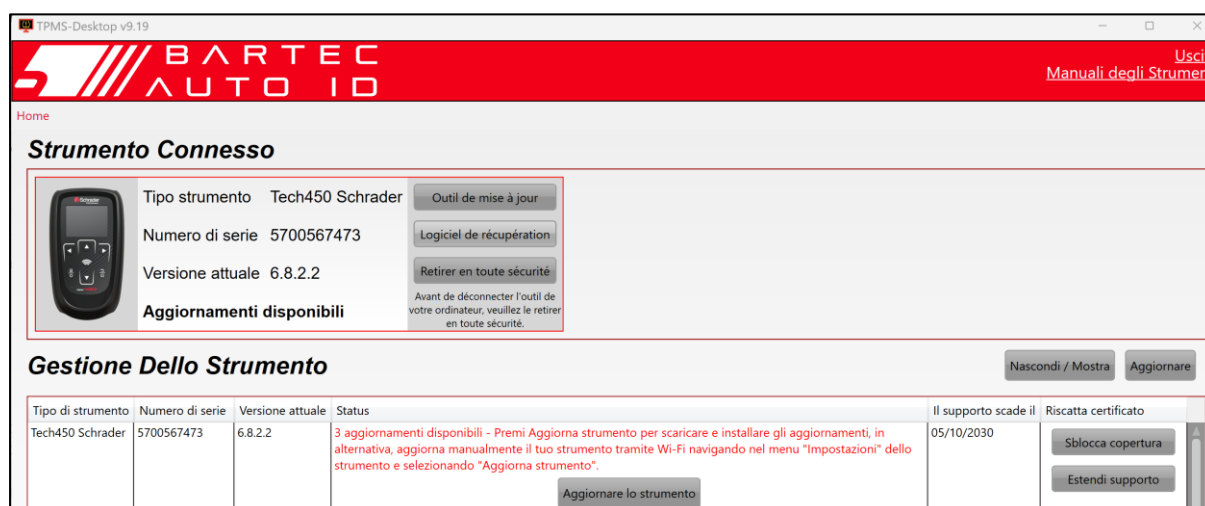 TPMS-Desktop v9.19
BARTEC
AUTO ID
Usci
Manuali degli Strumen
Home
Strumento Connesso
Schrader
Tipo strumento Tech450 Schrader
Outil de mise à jour
Numero di serie 5700567473
Logiciel de récupération
Versione attuale 6.8.2.2
Retirer en toute sécurité
Aggiornamenti disponibili
Avant de déconnecter l'outil de
votre ordinateur, veuillez le retirer
en toute sécurité.
Gestione Dello Strumento
Nascondi / Mostra
Aggiornare
Tipo di strumento Numero di serie Versione attuale Status Il supporto scade il Riscatta certificato
Tech450 Schrader 5700567473 6.8.2.2 3 aggiornamenti disponibili - Premi Aggiorna strumento per scaricare e installare gli aggiornamenti, in 05/10/2030
alternativa, aggiorna manualmente il tuo strumento tramite Wi-Fi navigando nel menu "Impostazioni" dello
strumento e selezionando "Aggiorna strumento".
Sblocca copertura
Estendi supporto
Aggiornare lo strumento